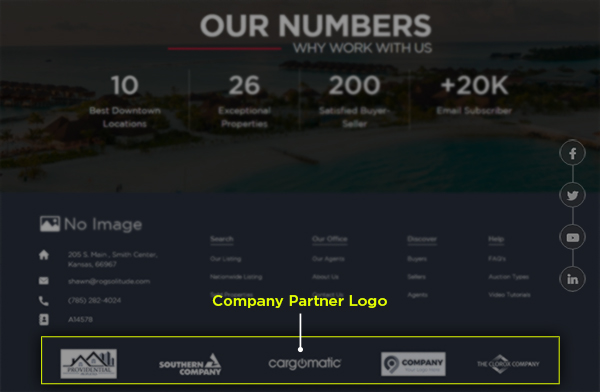 OUR NUMBERS
WHY WORK WITH US
10
Best Downtown
Locations
26
Exceptional
Properties
200
Satisfied Buyer-
Seller
+20K
Email Subscriber
No Image
205 S. Main , Smith Center,
Kansas, 66967
shawn@rogsolitude.com
(785) 282-4024
A14578
Search
Our Listing
Nationwide Listing
Properties
Our Office
Our Agents
About Us
Contact Us
Discover
Buyers
Sellers
Agents
Help
FAQ's
Auction Types
Video Tutorials
Company Partner Logo
PROVIDENTIAL
SOUTHERN
COMPANY
cargomatic
COMPANY
THE CLOROX COMPANY